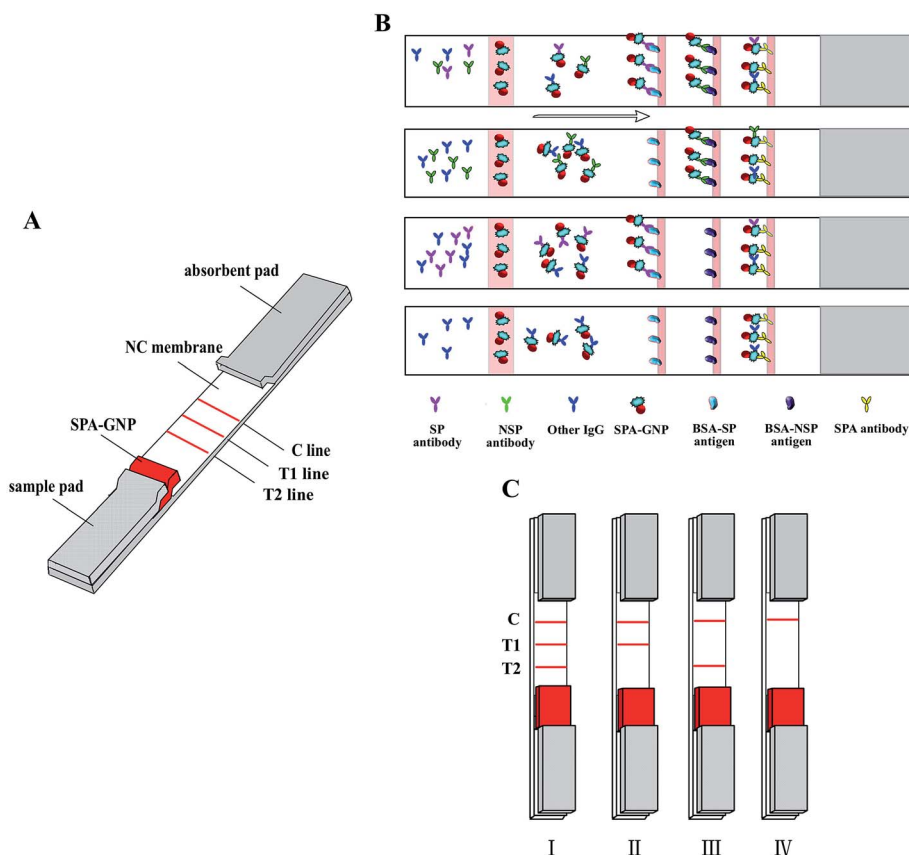 A
absorbent pad
NC membrane
SPA-GNP
sample pad
C line
T1 line
T2 line
B
SP
antibody
NSP
antibody
Other IgG
SPA-GNP
BSA-SP
antigen
BSA-NSP
antigen
SPA antibody
C
C
T1
T2
I II III IV